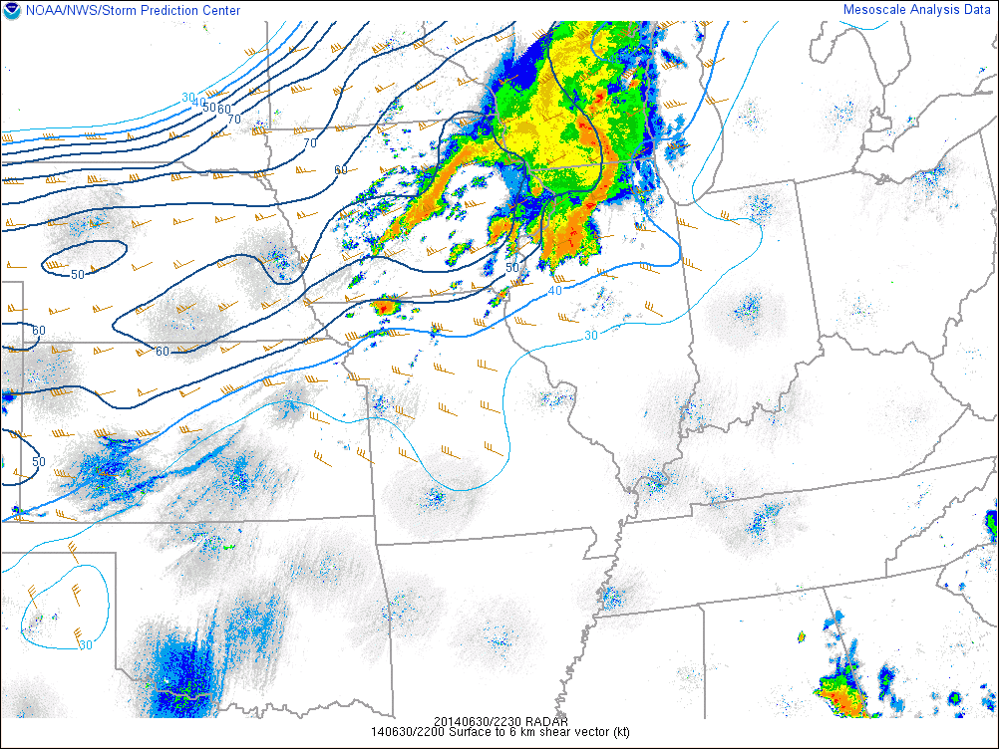 NOAA/NWS/Storm Prediction Center
Mesoscale Analysis Data
30 40 50 60 70
70
60
50
50
40
60
30
60
50
30
20140630/2230 RADAR
140630/2200 Surface to 6 km shear vector (kt)